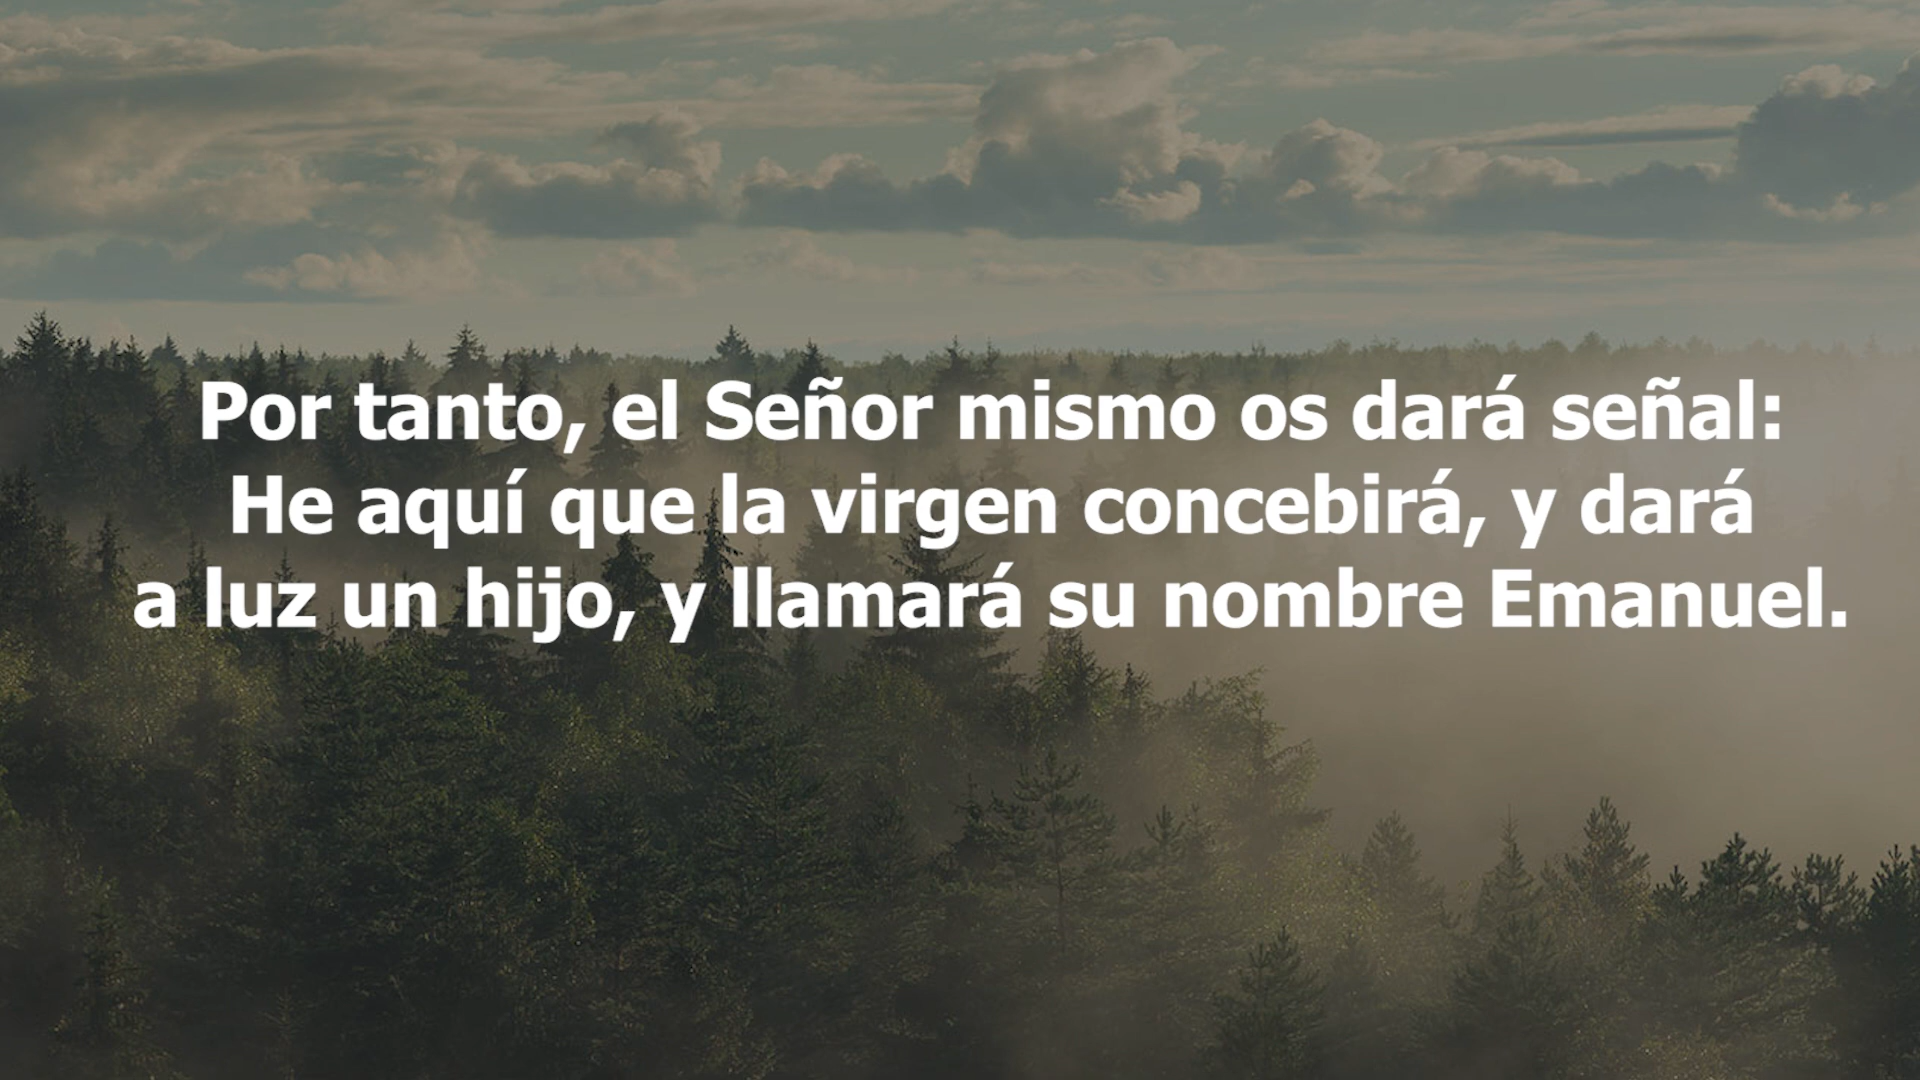 Por tanto, el Señor mismo os dará señal:
He aquí que la virgen concebirá, y dará
a luz un hijo, y llamará su nombre Emanuel.